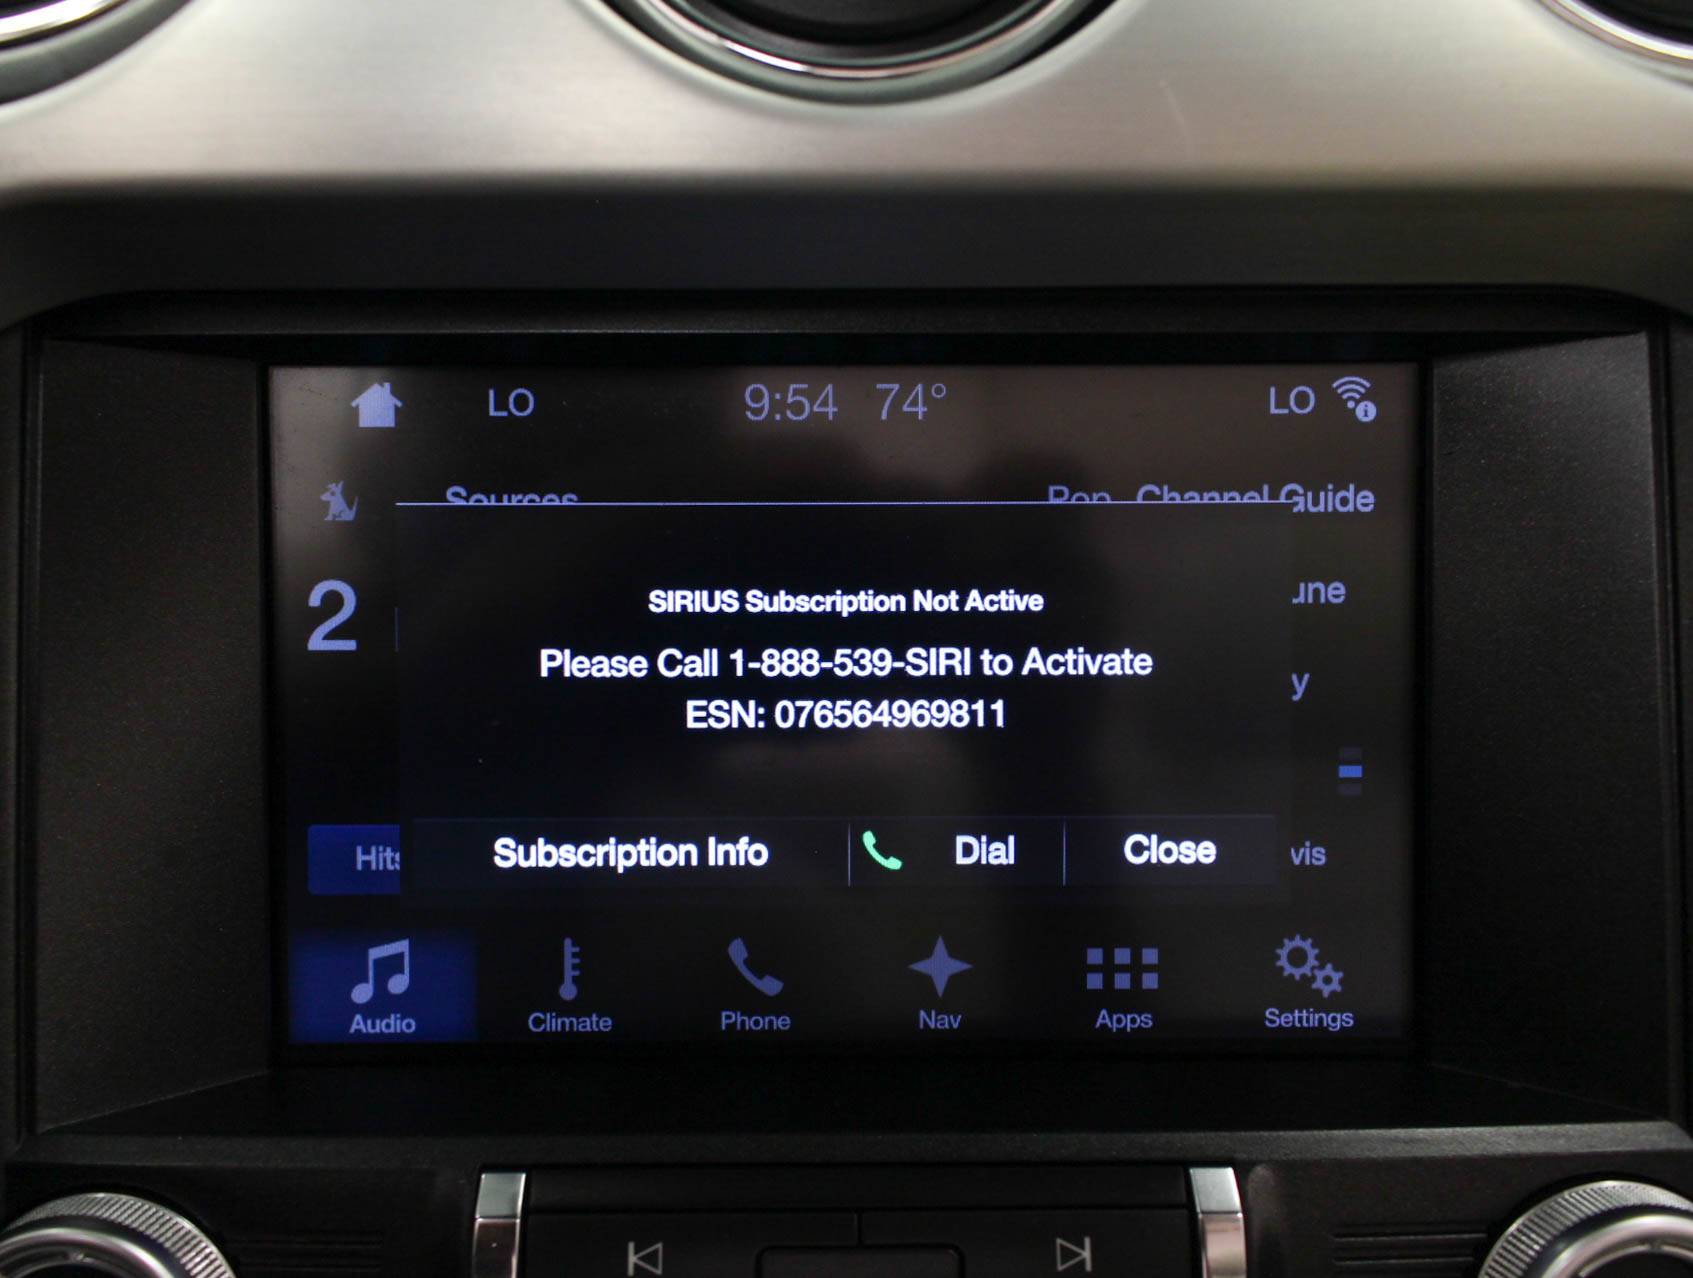 LO 9:54 74° LO
Sources Pop Channel Guide
2
SIRIUS Subscription Not Active
Please Call 1-888-539-SIRI to Activate
ESN: 076564969811
Subscription Info Dial Close
Audio Climate Phone Nav Apps Settings